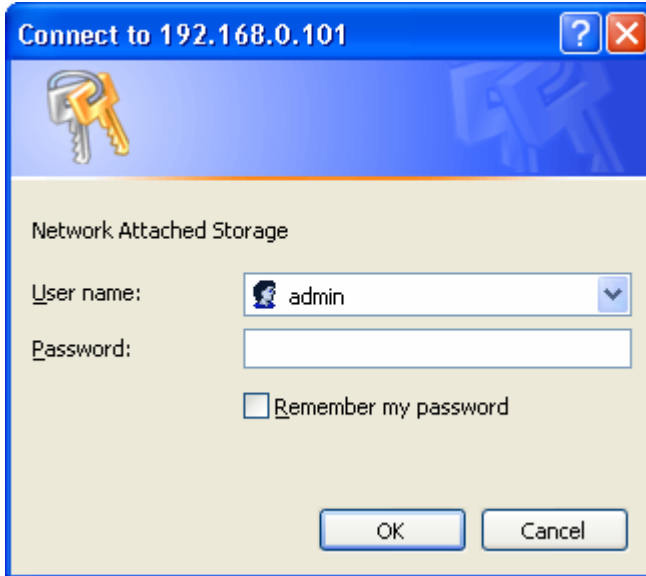 Connect to 192.168.0.101
Network Attached Storage
User name:
admin
Password:
Remember my password
OK
Cancel